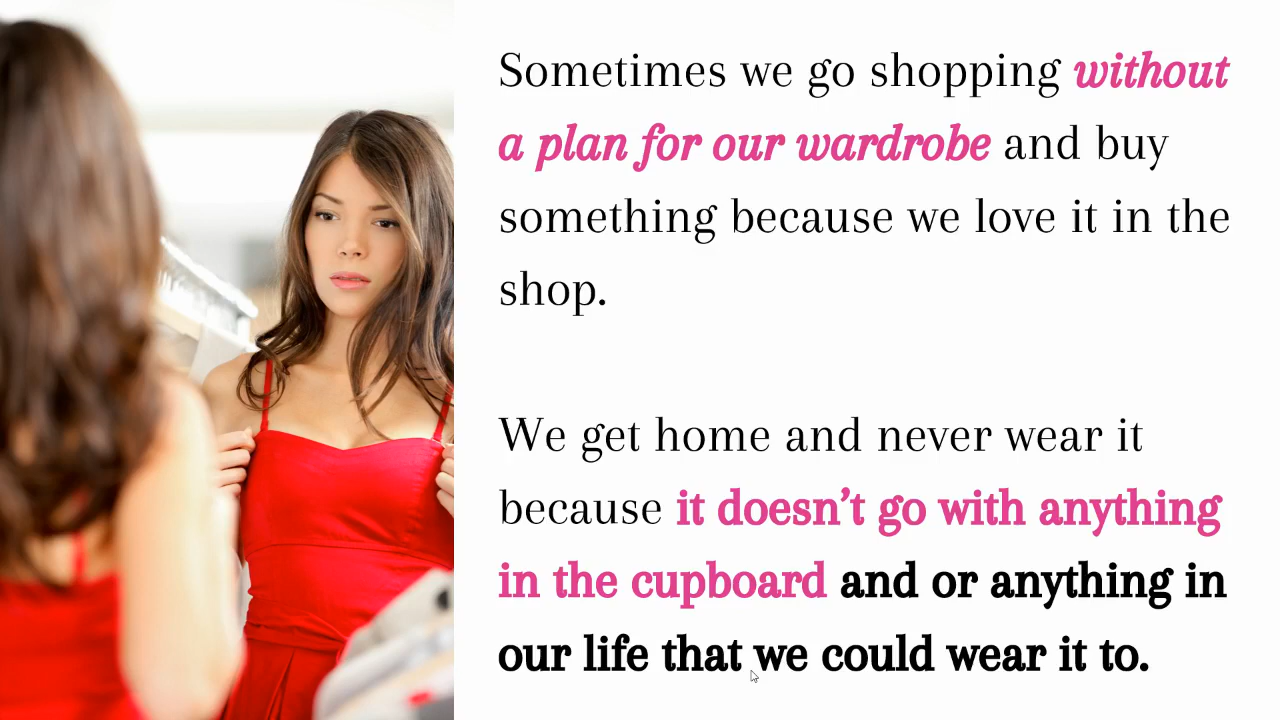 Sometimes we go shopping without
a plan for our wardrobe and buy
something because we love it in the
shop.
We get home and never wear it
because it doesn’t go with anything
in the cupboard and or anything in
our life that we could wear it to.